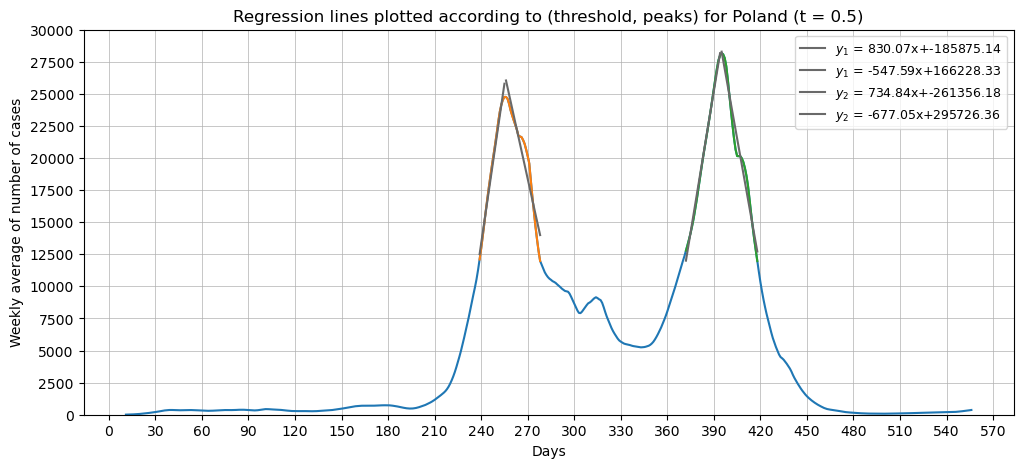 Regression lines plotted according to (threshold, peaks) for Poland (t = 0.5)
Weekly average of number of cases
30000
27500
25000
22500
20000
17500
15000
12500
10000
7500
5000
2500
0
y₁ = 830.07x+-185875.14
y₁ = -547.59x+166228.33
y₂ = 734.84x+-261356.18
y₂ = -677.05x+295726.36
0 30 60 90 120 150 180 210 240 270 300 330 360 390 420 450 480 510 540 570
Days